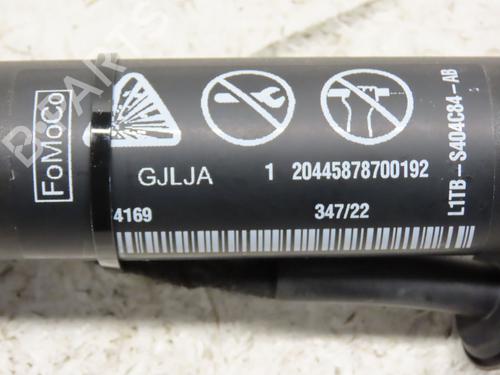 FoMoCo
GJLJA 1 20445878700192
4169 347/22
L1TB-S404C84-AB